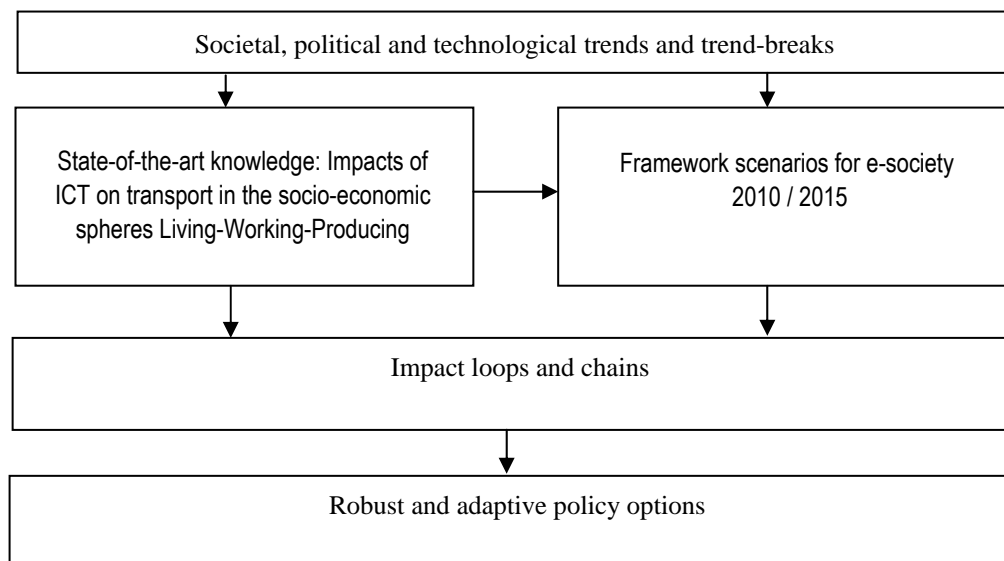 Societal, political and technological trends and trend-breaks
State-of-the-art knowledge: Impacts of
ICT on transport in the socio-economic
spheres Living-Working-Producing
Framework scenarios for e-society
2010 / 2015
Impact loops and chains
Robust and adaptive policy options